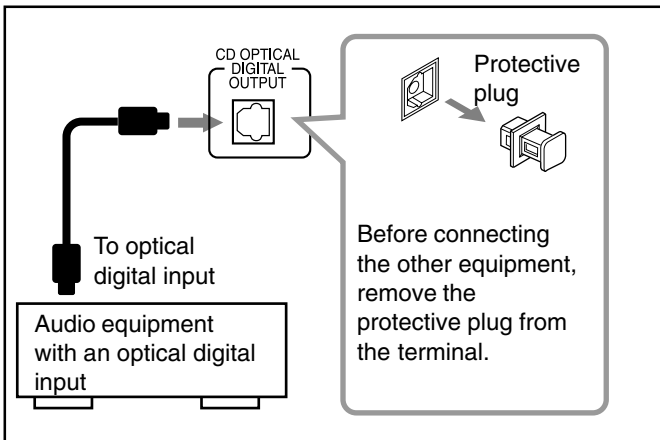 CD OPTICAL
DIGITAL
OUTPUT
Protective
plug
To optical
digital input
Before connecting
the other equipment,
remove the
protective plug from
the terminal.
Audio equipment
with an optical digital
input